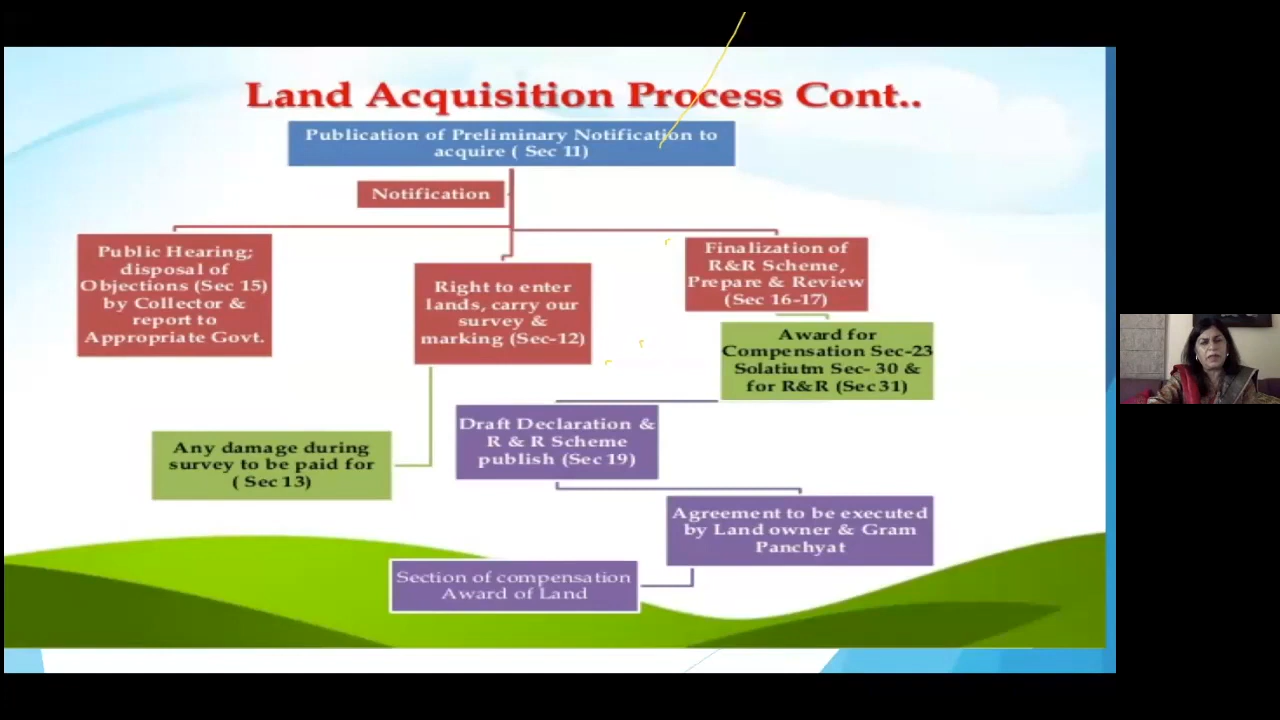 Land Acquisition Process Cont..
Publication of Preliminary Notification to
acquire ( Sec 11)
Notification
Public Hearing;
disposal of
Objections (Sec 15)
by Collector &
report to
Appropriate Govt.
Right to enter
lands, carry our
survey &
marking (Sec-12)
Finalization of
R&R Scheme,
Prepare & Review
(Sec 16-17)
Award for
Compensation Sec-23
Solatiutm Sec- 30 &
for R&R (Sec 31)
Any damage during
survey to be paid for
( Sec 13)
Draft Declaration &
R & R Scheme
publish (Sec 19)
Agreement to be executed
by Land owner & Gram
Panchyat
Section of compensation
Award of Land